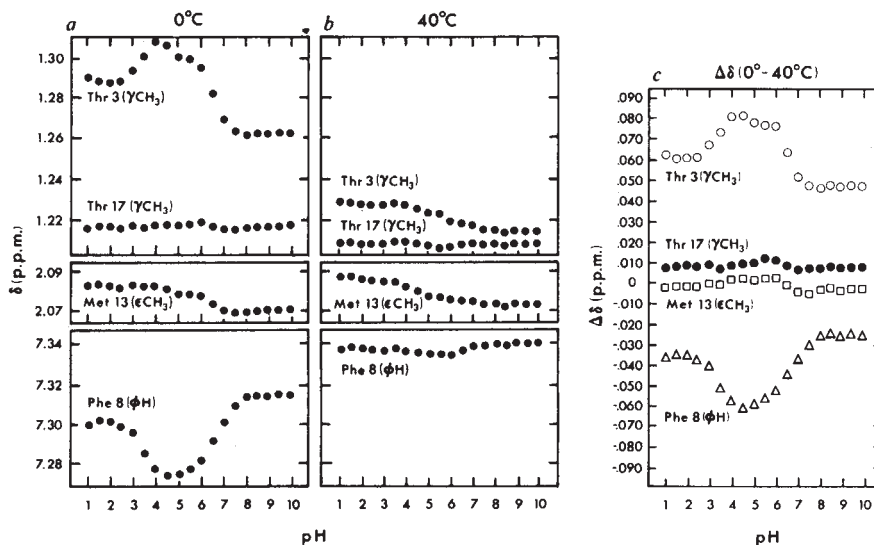 a 0°C
b 40°C
c Δδ(0°-40°C)
δ(p.p.m.)
1.30
1.26
1.22
2.09
2.07
7.34
7.32
7.30
7.28
Thr 3(γCH₃)
Thr 17(γCH₃)
Met 13(εCH₃)
Phe 8(ϕH)
1 2 3 4 5 6 7 8 9 10
Thr 3(γCH₃)
Thr 17(γCH₃)
Met 13(εCH₃)
Phe 8(ϕH)
1 2 3 4 5 6 7 8 9 10
pH
Δδ(p.p.m.)
.090
.080
.070
.060
.050
.040
.030
.020
.010
0
-.010
-.020
-.030
-.040
-.050
-.060
-.070
-.080
-.090
Thr 3(γCH₃)
Thr 17(γCH₃)
Met 13(εCH₃)
Phe 8(ϕH)
1 2 3 4 5 6 7 8 9 10
pH